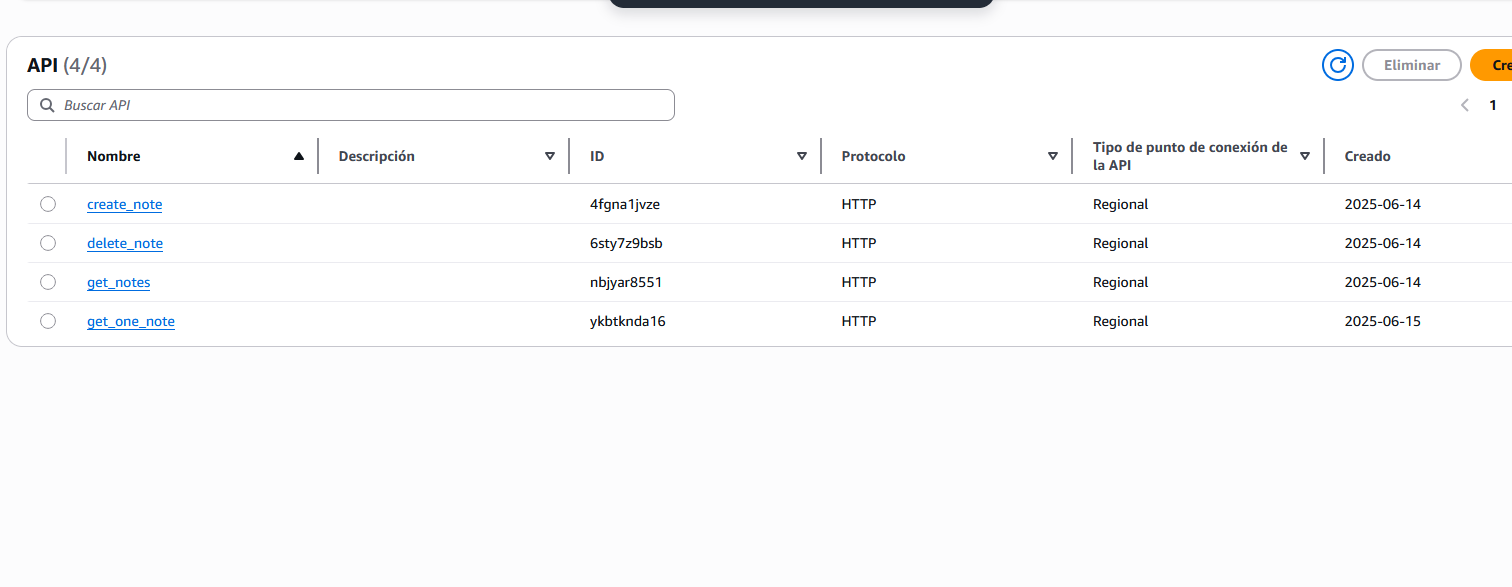 API (4/4)
Eliminar
Cre
Buscar API
1
Nombre
Descripción
ID
Protocolo
Tipo de punto de conexión de
la API
Creado
create_note 4fgna1jvze HTTP Regional 2025-06-14
delete_note 6sty7z9bsb HTTP Regional 2025-06-14
get_notes nbjyar8551 HTTP Regional 2025-06-14
get_one_note ykbtknda16 HTTP Regional 2025-06-15